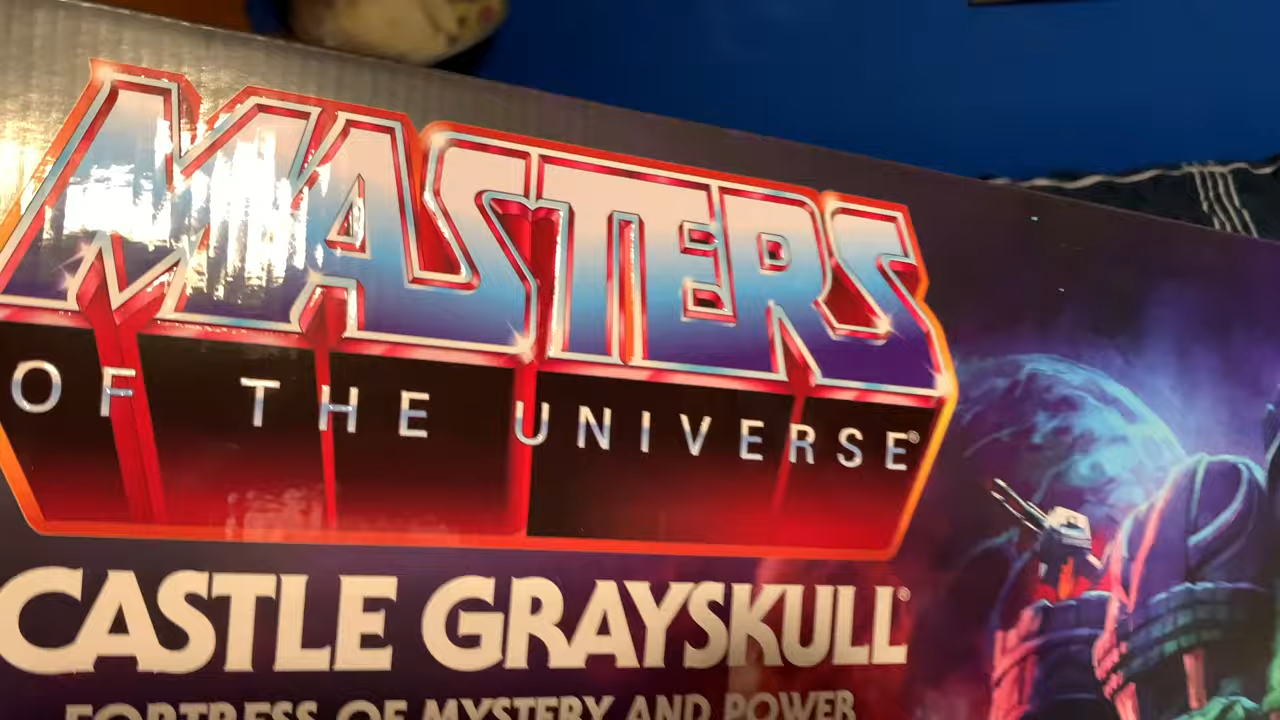 MASTERS
OF THE UNIVERSE®
CASTLE GRAYSKULL®
FORTRESS OF MYSTERY AND POWER